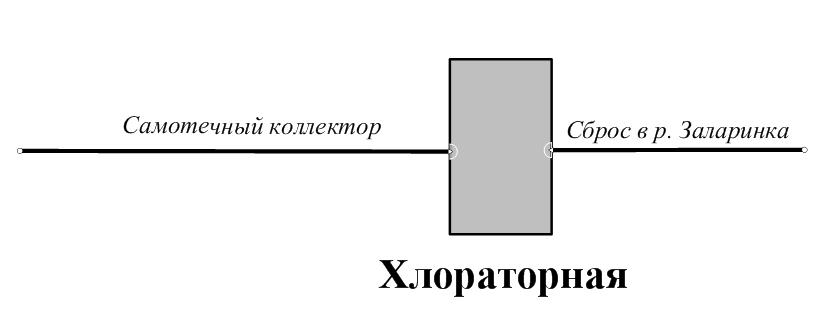 Самотечный коллектор
Сброс в р. Заларинка
Хлораторная